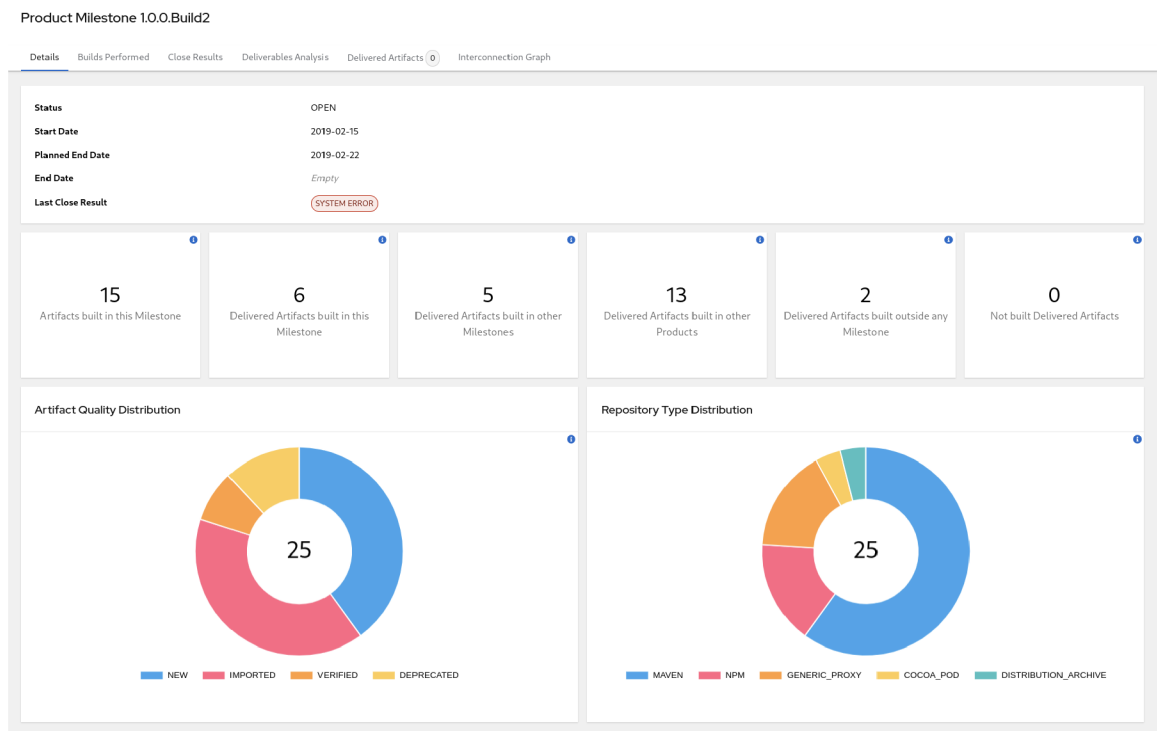 Product Milestone 1.0.0.Build2
Details Builds Performed Close Results Deliverables Analysis Delivered Artifacts 0 Interconnection Graph
Status OPEN
Start Date 2019-02-15
Planned End Date 2019-02-22
End Date Empty
Last Close Result SYSTEM ERROR
15
Artifacts built in this Milestone
6
Delivered Artifacts built in this
Milestone
5
Delivered Artifacts built in other
Milestones
13
Delivered Artifacts built in other
Products
2
Delivered Artifacts built outside any
Milestone
0
Not built Delivered Artifacts
Artifact Quality Distribution
25
NEW IMPORTED VERIFIED DEPRECATED
Repository Type Distribution
25
MAVEN NPM GENERIC_PROXY COCOA_POD DISTRIBUTION_ARCHIVE